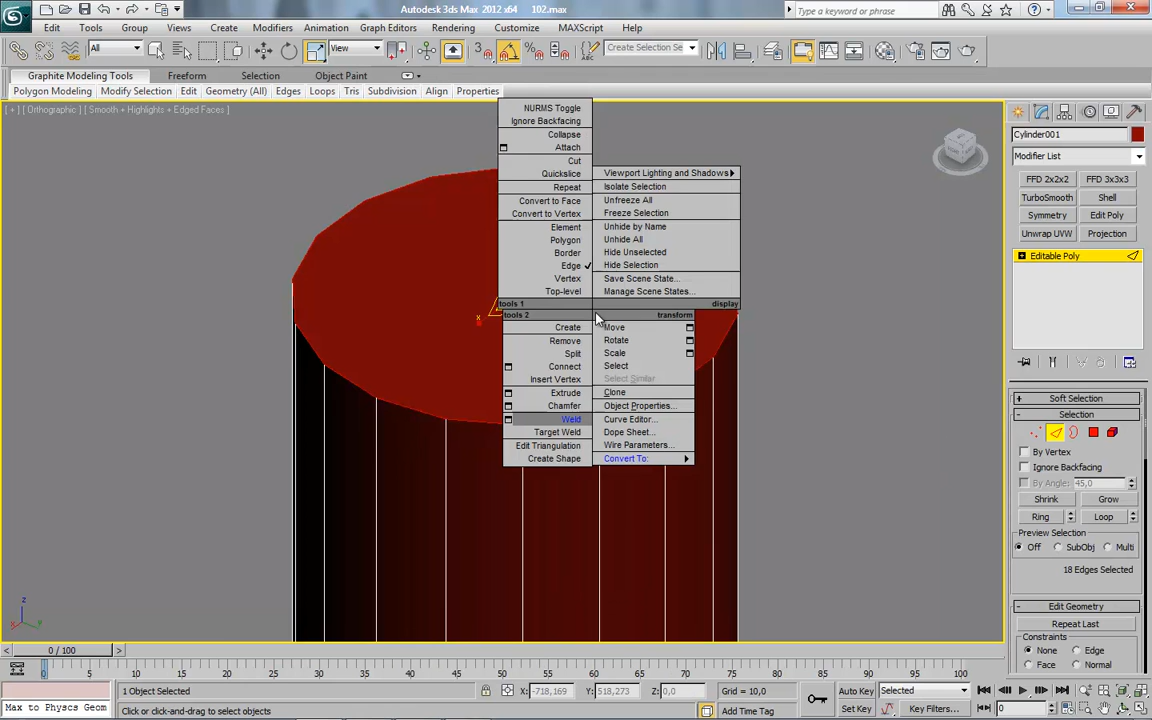 Autodesk 3ds Max 2012 x64    102.max
Type a keyword or phrase
Edit Tools Group Views Create Modifiers Animation Graph Editors Rendering Customize MAXScript Help
All View Create Selection Se
Graphite Modeling Tools Freeform Selection Object Paint
Polygon Modeling Modify Selection Edit Geometry (All) Edges Loops Tris Subdivision Align Properties
[ + ] [ Orthographic ] [ Smooth + Highlights + Edged Faces ]
NURMS Toggle
Ignore Backfacing
Collapse
Attach
Cut
Quickslice
Repeat
Convert to Face
Convert to Vertex
Element
Polygon
Border
Edge
Vertex
Top-level
tools 1
Viewport Lighting and Shadows
Isolate Selection
Unfreeze All
Freeze Selection
Unhide by Name
Unhide All
Hide Unselected
Hide Selection
Save Scene State...
Manage Scene States...
display
tools 2
Create
Remove
Split
Connect
Insert Vertex
Extrude
Chamfer
Weld
Target Weld
Edit Triangulation
Create Shape
transform
Move
Rotate
Scale
Select
Select Similar
Clone
Object Properties...
Curve Editor...
Dope Sheet...
Wire Parameters...
Convert To:
x
z
y
x
Cylinder001
Modifier List
FFD 2x2x2 FFD 3x3x3
TurboSmooth Shell
Symmetry Edit Poly
Unwrap UVW Conform
Editable Poly
Soft Selection
Selection
By Vertex
Ignore Backfacing
By Angle: 45,0
Shrink Grow
Ring Loop
Preview Selection
Off SubObj Multi
18 Edges Selected
Edit Geometry
Repeat Last
Constraints
None Edge
Face Normal
0 / 100
0 5 10 15 20 25 30 35 40 45 50 55 60 65 70 75 80 85 90 95 100
1 Object Selected X: -718,169 Y: 518,273 Z: 0,0 Grid = 10,0 Auto Key Selected
Max to Physcs Geom Click or click-and-drag to select objects Add Time Tag Set Key Key Filters... 0